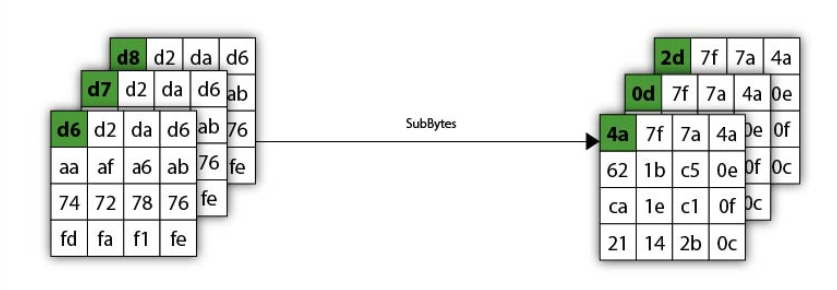 d8 d2 da d6
ab
76
fe
d7 d2 da d6
ab
76
fe
d6 d2 da d6
aa af a6 ab
74 72 78 76
fd fa f1 fe
SubBytes
2d 7f 7a 4a
0e
0f
0c
0d 7f 7a 4a
0e
0f
0c
4a 7f 7a 4a
62 1b c5 0e
ca 1e c1 0f
21 14 2b 0c